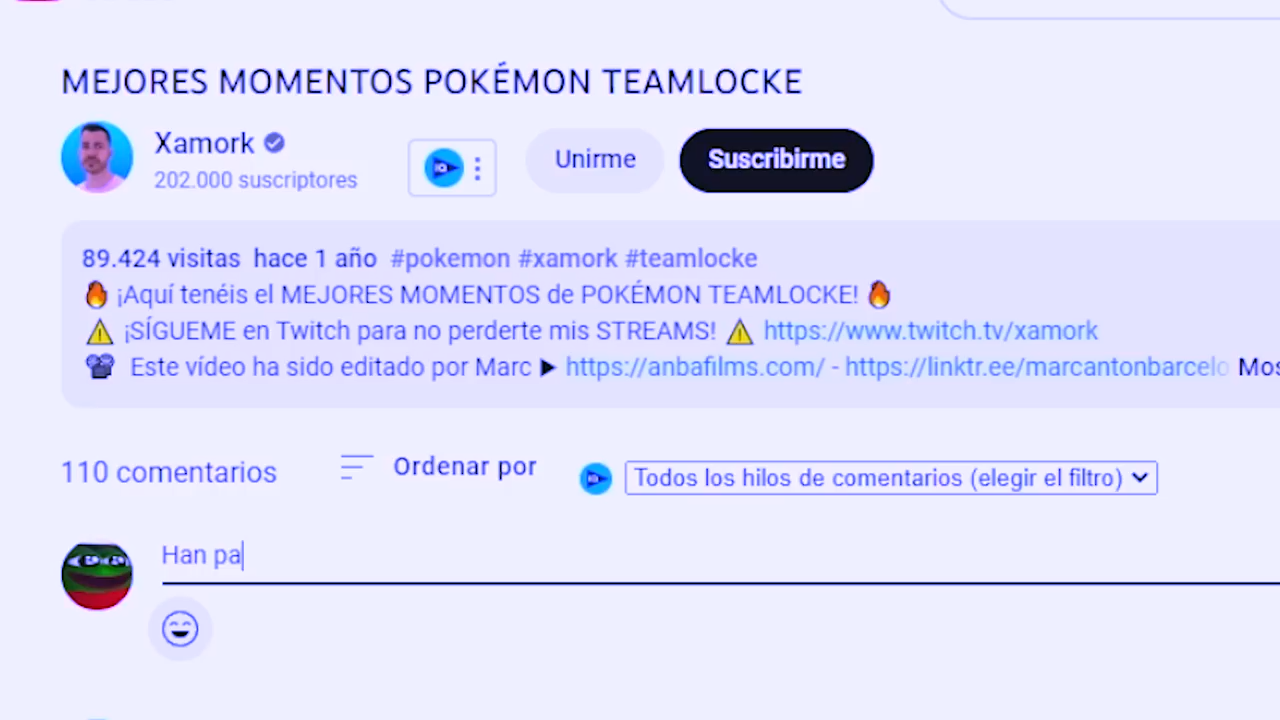 MEJORES MOMENTOS POKÉMON TEAMLOCKE
Xamork
202.000 suscriptores
Unirme
Suscribirme
89.424 visitas hace 1 año #pokemon #xamork #teamlocke
🔥 ¡Aquí tenéis el MEJORES MOMENTOS de POKÉMON TEAMLOCKE! 🔥
⚠️ ¡SÍGUEME en Twitch para no perderte mis STREAMS! ⚠️ https://www.twitch.tv/xamork
📽️ Este vídeo ha sido editado por Marc ▶ https://anbafilms.com/ - https://linktr.ee/marcantonbarcelo Mos
110 comentarios
Ordenar por
Todos los hilos de comentarios (elegir el filtro)
Han pa